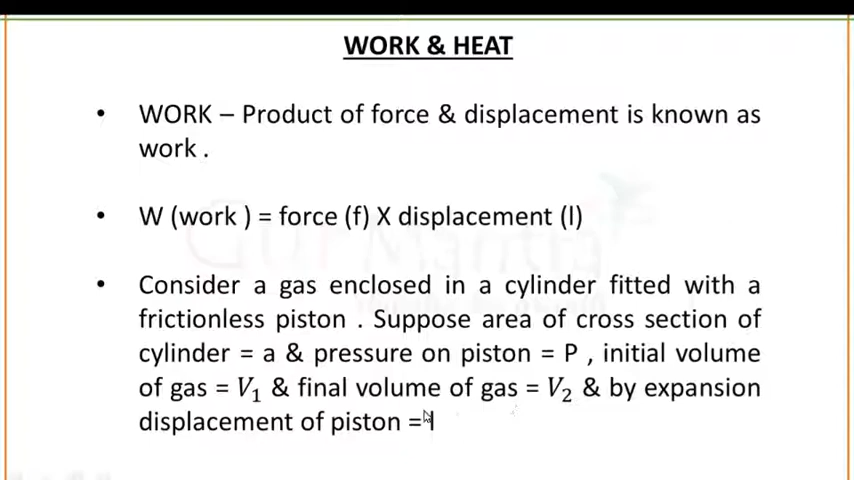 WORK & HEAT
• WORK – Product of force & displacement is known as
work .
• W (work ) = force (f) X displacement (l)
• Consider a gas enclosed in a cylinder fitted with a
frictionless piston . Suppose area of cross section of
cylinder = a & pressure on piston = P , initial volume
of gas = V₁ & final volume of gas = V₂ & by expansion
displacement of piston = l
Gur Mantra